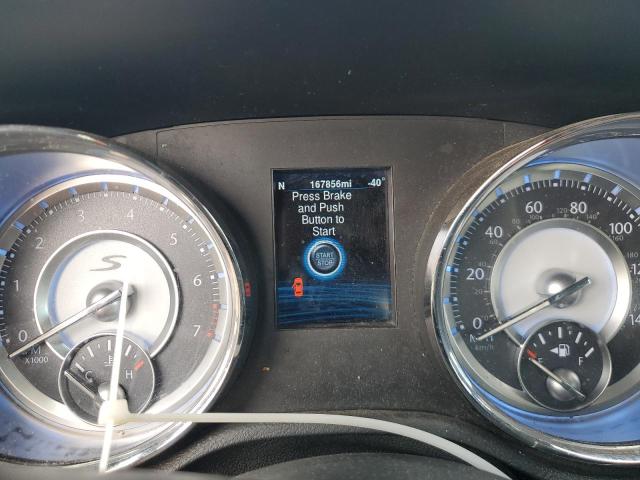 N 167856mi -40°
Press Brake
and Push
Button to
Start
START
STOP
0 1 2 3 4 5 6 7
S
X1000
C H
0 20 40 60 80 100
MPH
km/h
E F